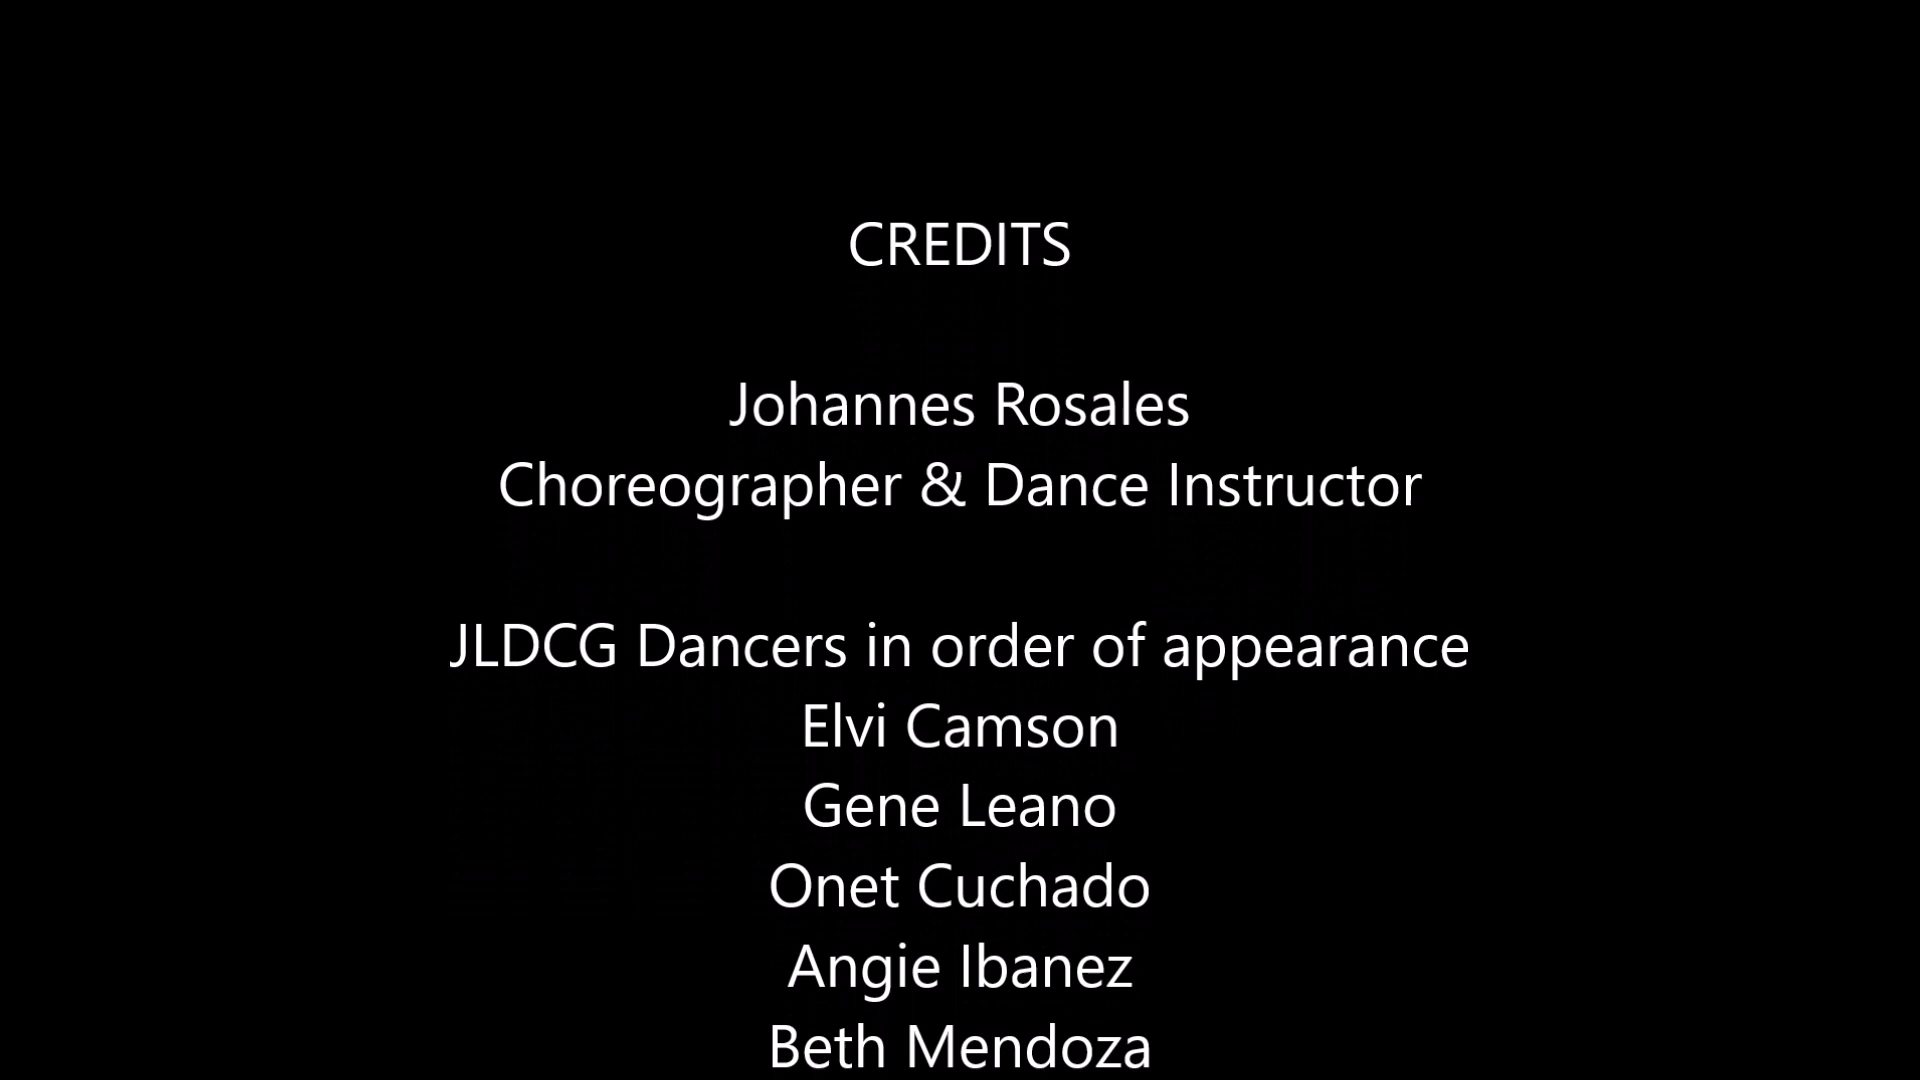 CREDITS
Johannes Rosales
Choreographer & Dance Instructor
JLDCG Dancers in order of appearance
Elvi Camson
Gene Leano
Onet Cuchado
Angie Ibanez
Beth Mendoza